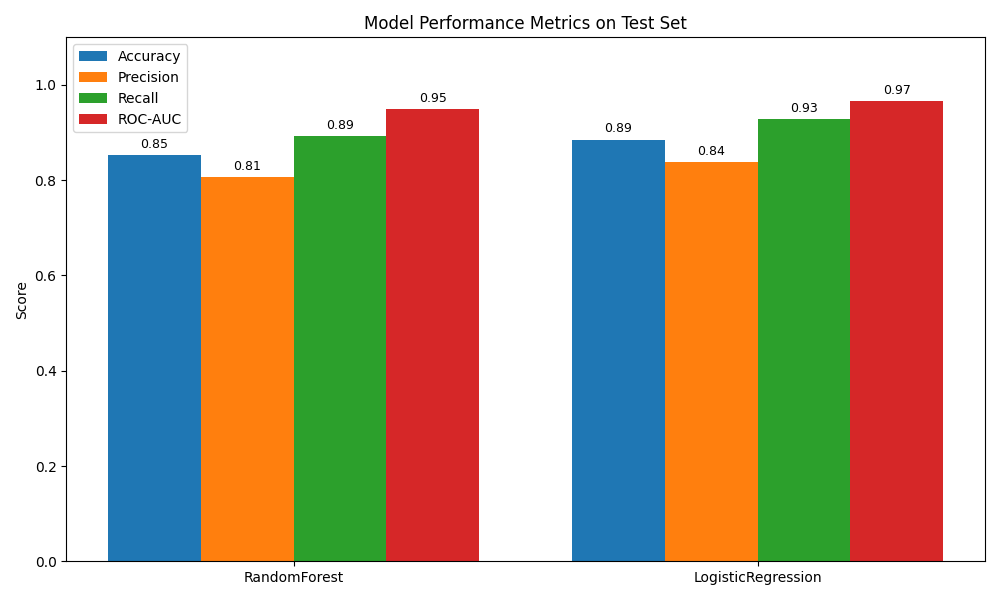 Model Performance Metrics on Test Set
Accuracy
Precision
Recall
ROC-AUC
0.85
0.81
0.89
0.95
0.89
0.84
0.93
0.97
1.0
0.8
0.6
0.4
0.2
0.0
Score
RandomForest
LogisticRegression